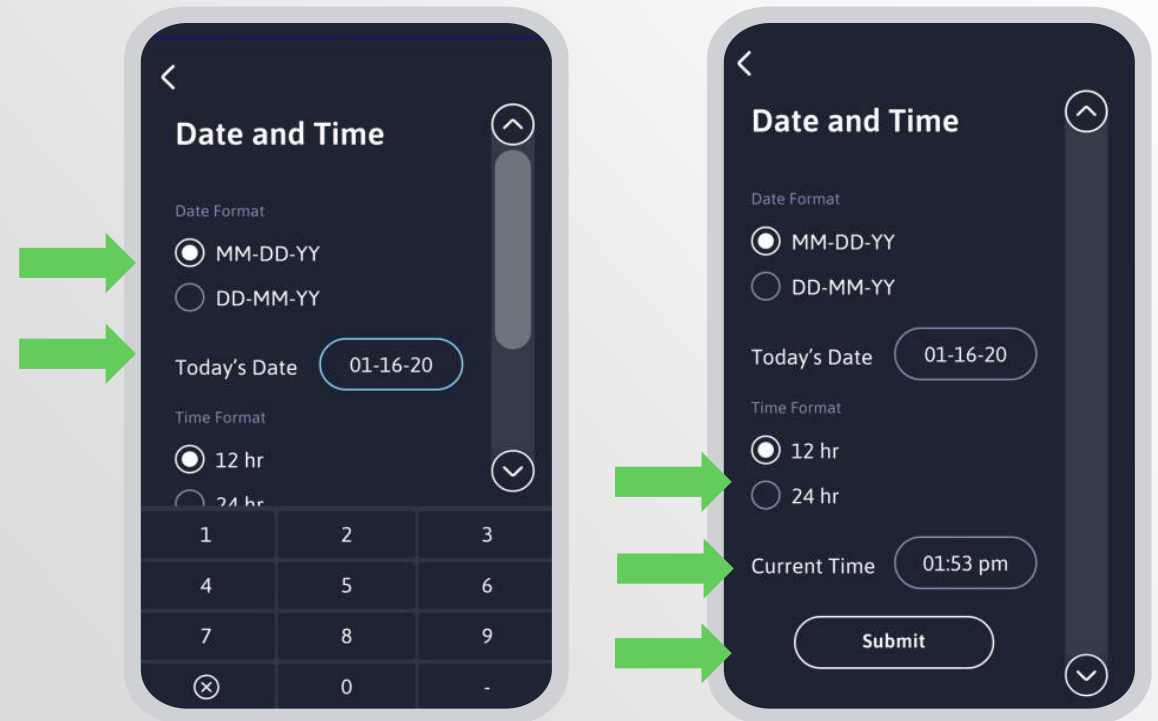 Date and Time
Date Format
MM-DD-YY
DD-MM-YY
Today's Date 01-16-20
Time Format
12 hr
24 hr
1 2 3
4 5 6
7 8 9
0 -
Date and Time
Date Format
MM-DD-YY
DD-MM-YY
Today's Date 01-16-20
Time Format
12 hr
24 hr
Current Time 01:53 pm
Submit